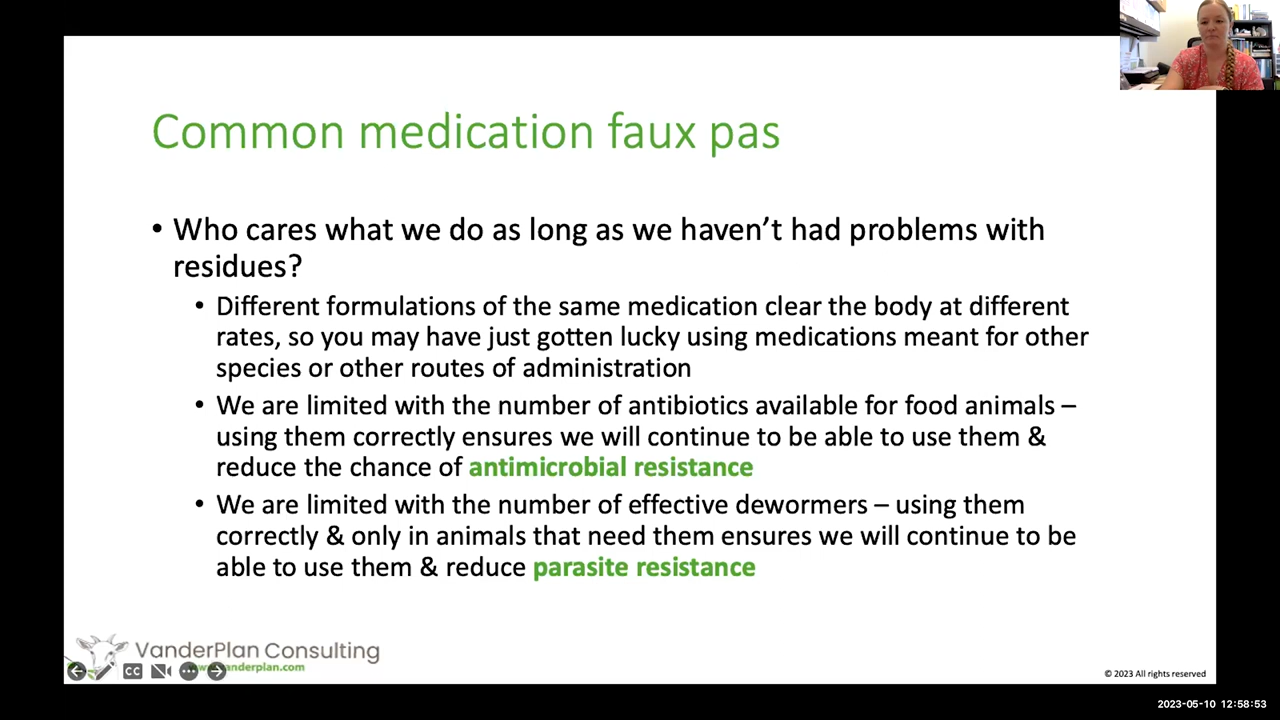 Common medication faux pas
• Who cares what we do as long as we haven't had problems with
residues?
• Different formulations of the same medication clear the body at different
rates, so you may have just gotten lucky using medications meant for other
species or other routes of administration
• We are limited with the number of antibiotics available for food animals –
using them correctly ensures we will continue to be able to use them &
reduce the chance of antimicrobial resistance
• We are limited with the number of effective dewormers – using them
correctly & only in animals that need them ensures we will continue to be
able to use them & reduce parasite resistance
VanderPlan Consulting
anderplan.com
CC
© 2023 All rights reserved
2023-05-10 12:58:53